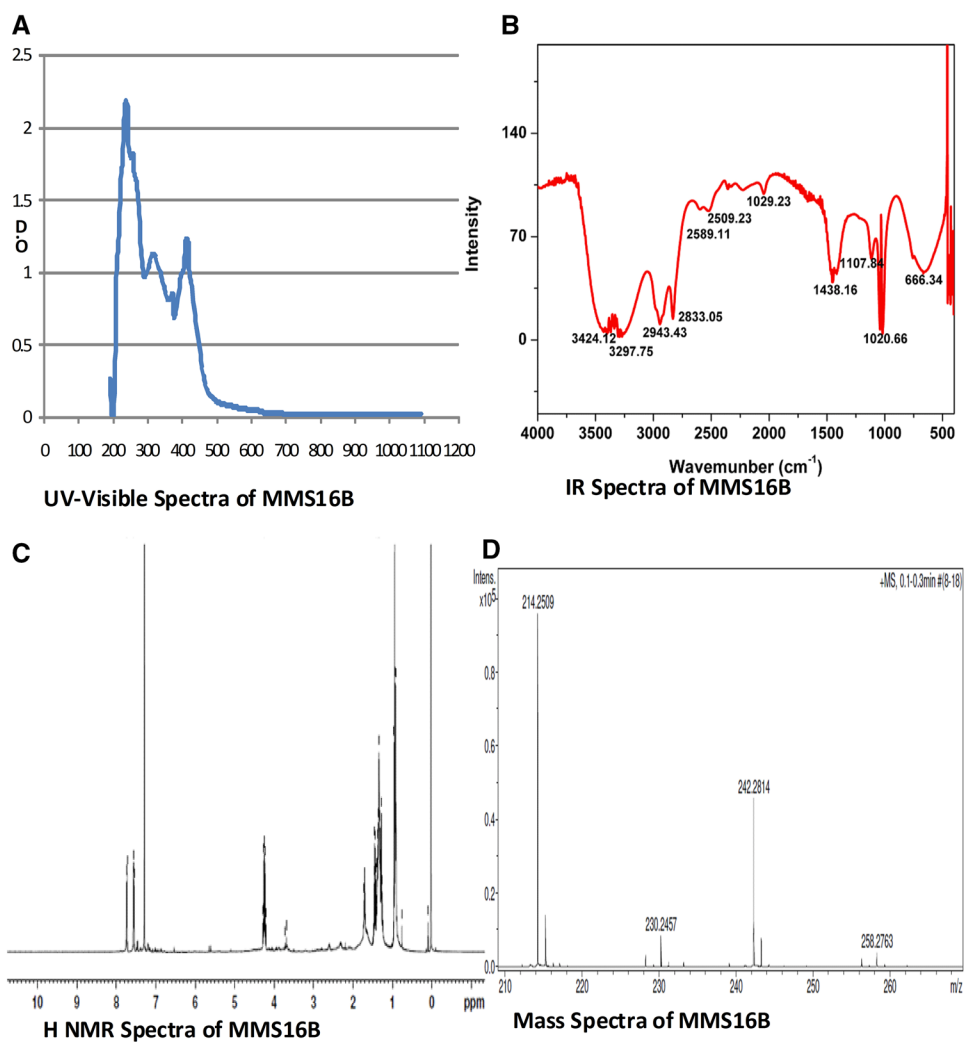 A
2.5
2
1.5
1
0.5
0
O.D
0 100 200 300 400 500 600 700 800 900 1000 1100 1200
UV-Visible Spectra of MMS16B
B
Intensity
140
70
0
3424.12
3297.75
2943.43
2833.05
2589.11
2509.23
1029.23
1438.16
1107.84
1020.66
666.34
4000 3500 3000 2500 2000 1500 1000 500
Wavemunber (cm-1)
IR Spectra of MMS16B
C
10 9 8 7 6 5 4 3 2 1 0 ppm
H NMR Spectra of MMS16B
D
Intens.
x105
+MS, 0.1-0.3min #(8-18)
214.2509
0.8
0.6
0.4
0.2
0.0
242.2814
230.2457
258.2763
210 220 230 240 250 260 m/z
Mass Spectra of MMS16B